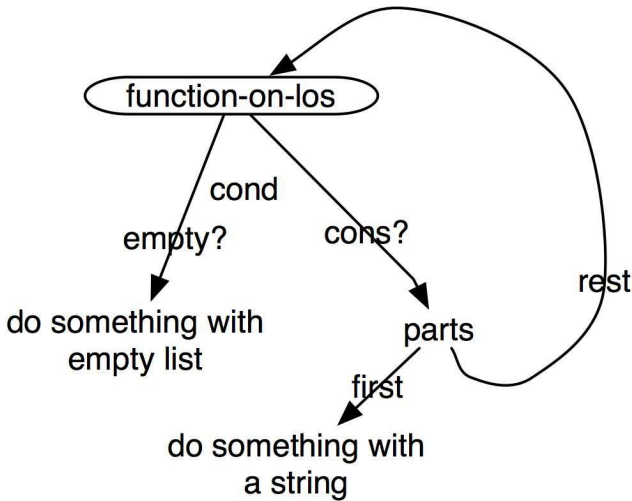 function-on-los
cond
empty?
cons?
rest
do something with
empty list
parts
first
do something with
a string